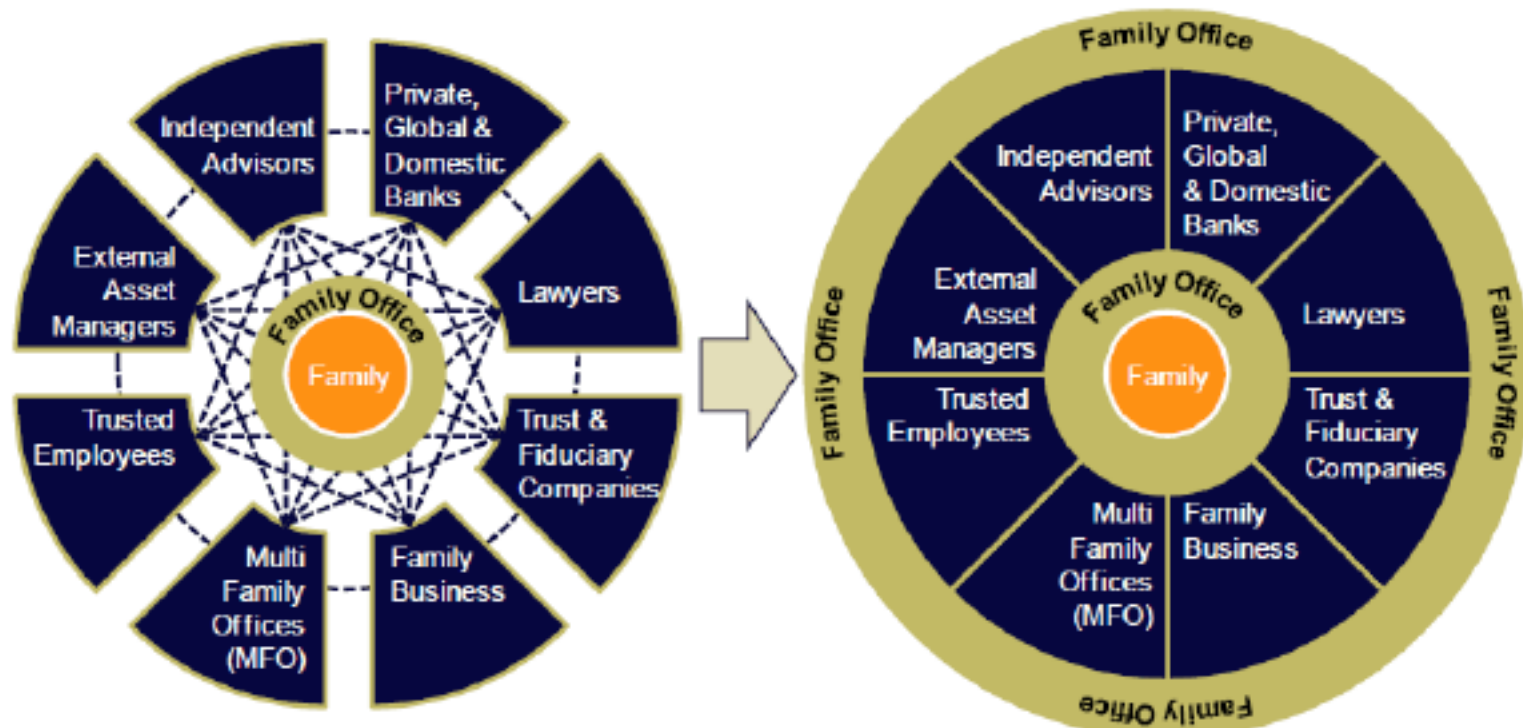 Independent
Advisors
Private,
Global &
Domestic
Banks
External
Asset
Managers
Lawyers
Family Office
Family
Trusted
Employees
Trust &
Fiduciary
Companies
Multi
Family
Offices
(MFO)
Family
Business
Family Office
Independent
Advisors
Private,
Global
& Domestic
Banks
Family Office
External
Asset
Managers
Family Office
Family
Lawyers
Family Office
Trusted
Employees
Trust &
Fiduciary
Companies
Multi
Family
Offices
(MFO)
Family
Business
Family Office